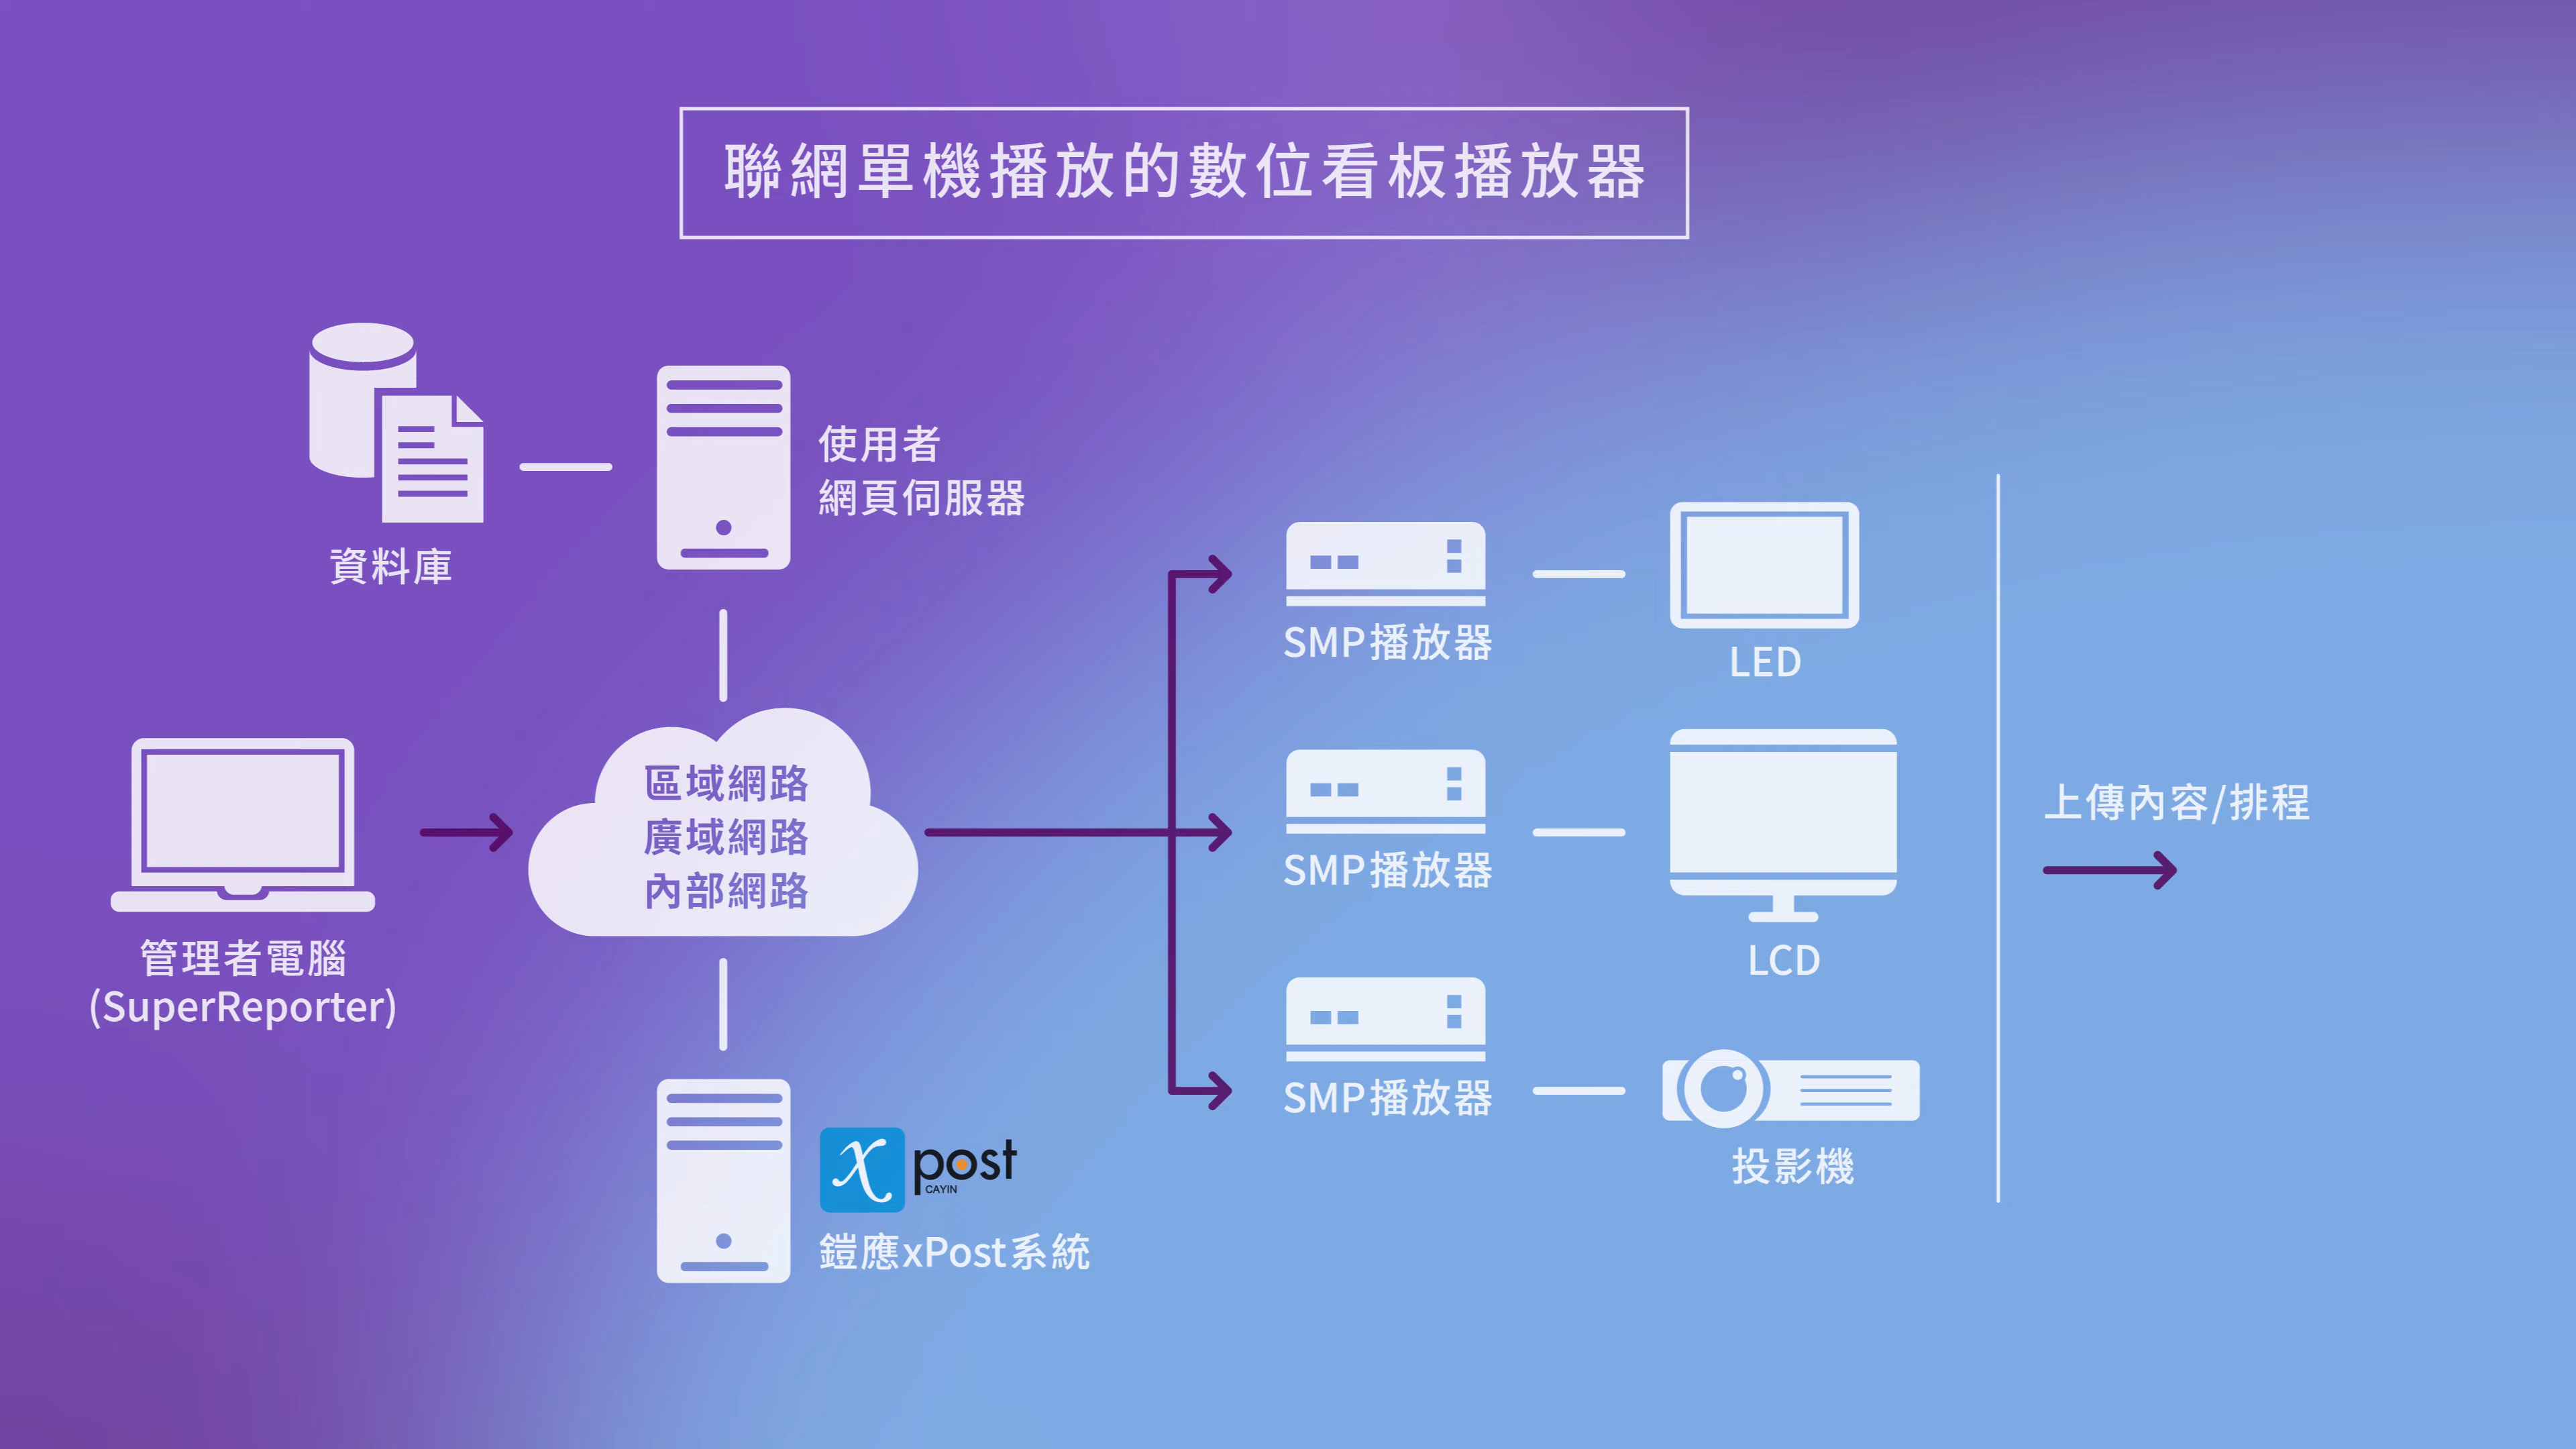 聯網單機播放的數位看板播放器
資料庫
使用者
網頁伺服器
管理者電腦
(SuperReporter)
區域網路
廣域網路
內部網路
x post
CAYIN
鎧應xPost系統
SMP播放器
LED
SMP播放器
LCD
SMP播放器
投影機
上傳內容/排程